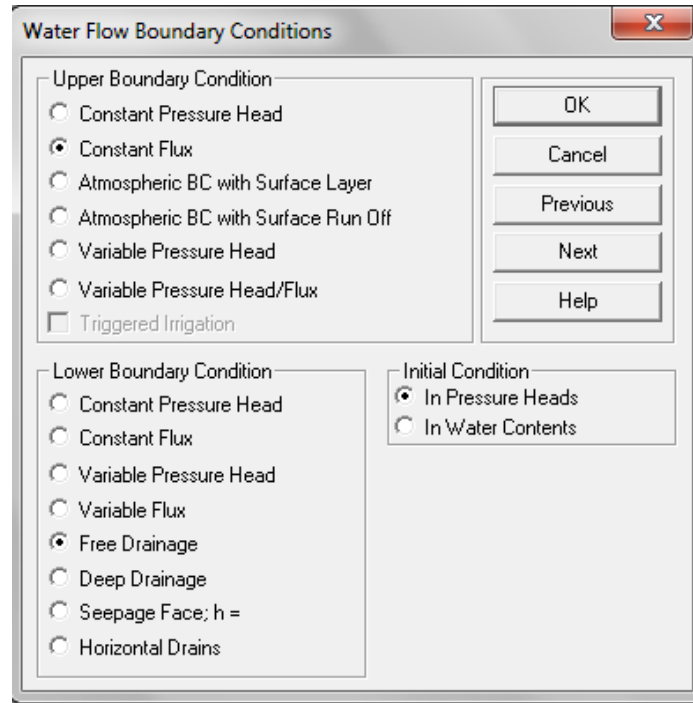 Water Flow Boundary Conditions
Upper Boundary Condition
Constant Pressure Head
Constant Flux
Atmospheric BC with Surface Layer
Atmospheric BC with Surface Run Off
Variable Pressure Head
Variable Pressure Head/Flux
Triggered Irrigation
OK
Cancel
Previous
Next
Help
Lower Boundary Condition
Constant Pressure Head
Constant Flux
Variable Pressure Head
Variable Flux
Free Drainage
Deep Drainage
Seepage Face; h =
Horizontal Drains
Initial Condition
In Pressure Heads
In Water Contents